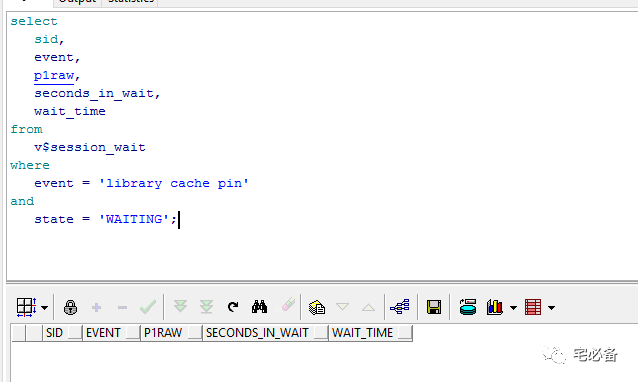 Output Statistics
select
sid,
event,
p1raw,
seconds_in_wait,
wait_time
from
v$session_wait
where
event = 'library cache pin'
and
state = 'WAITING';
SID EVENT P1RAW SECONDS_IN_WAIT WAIT_TIME
宅必备